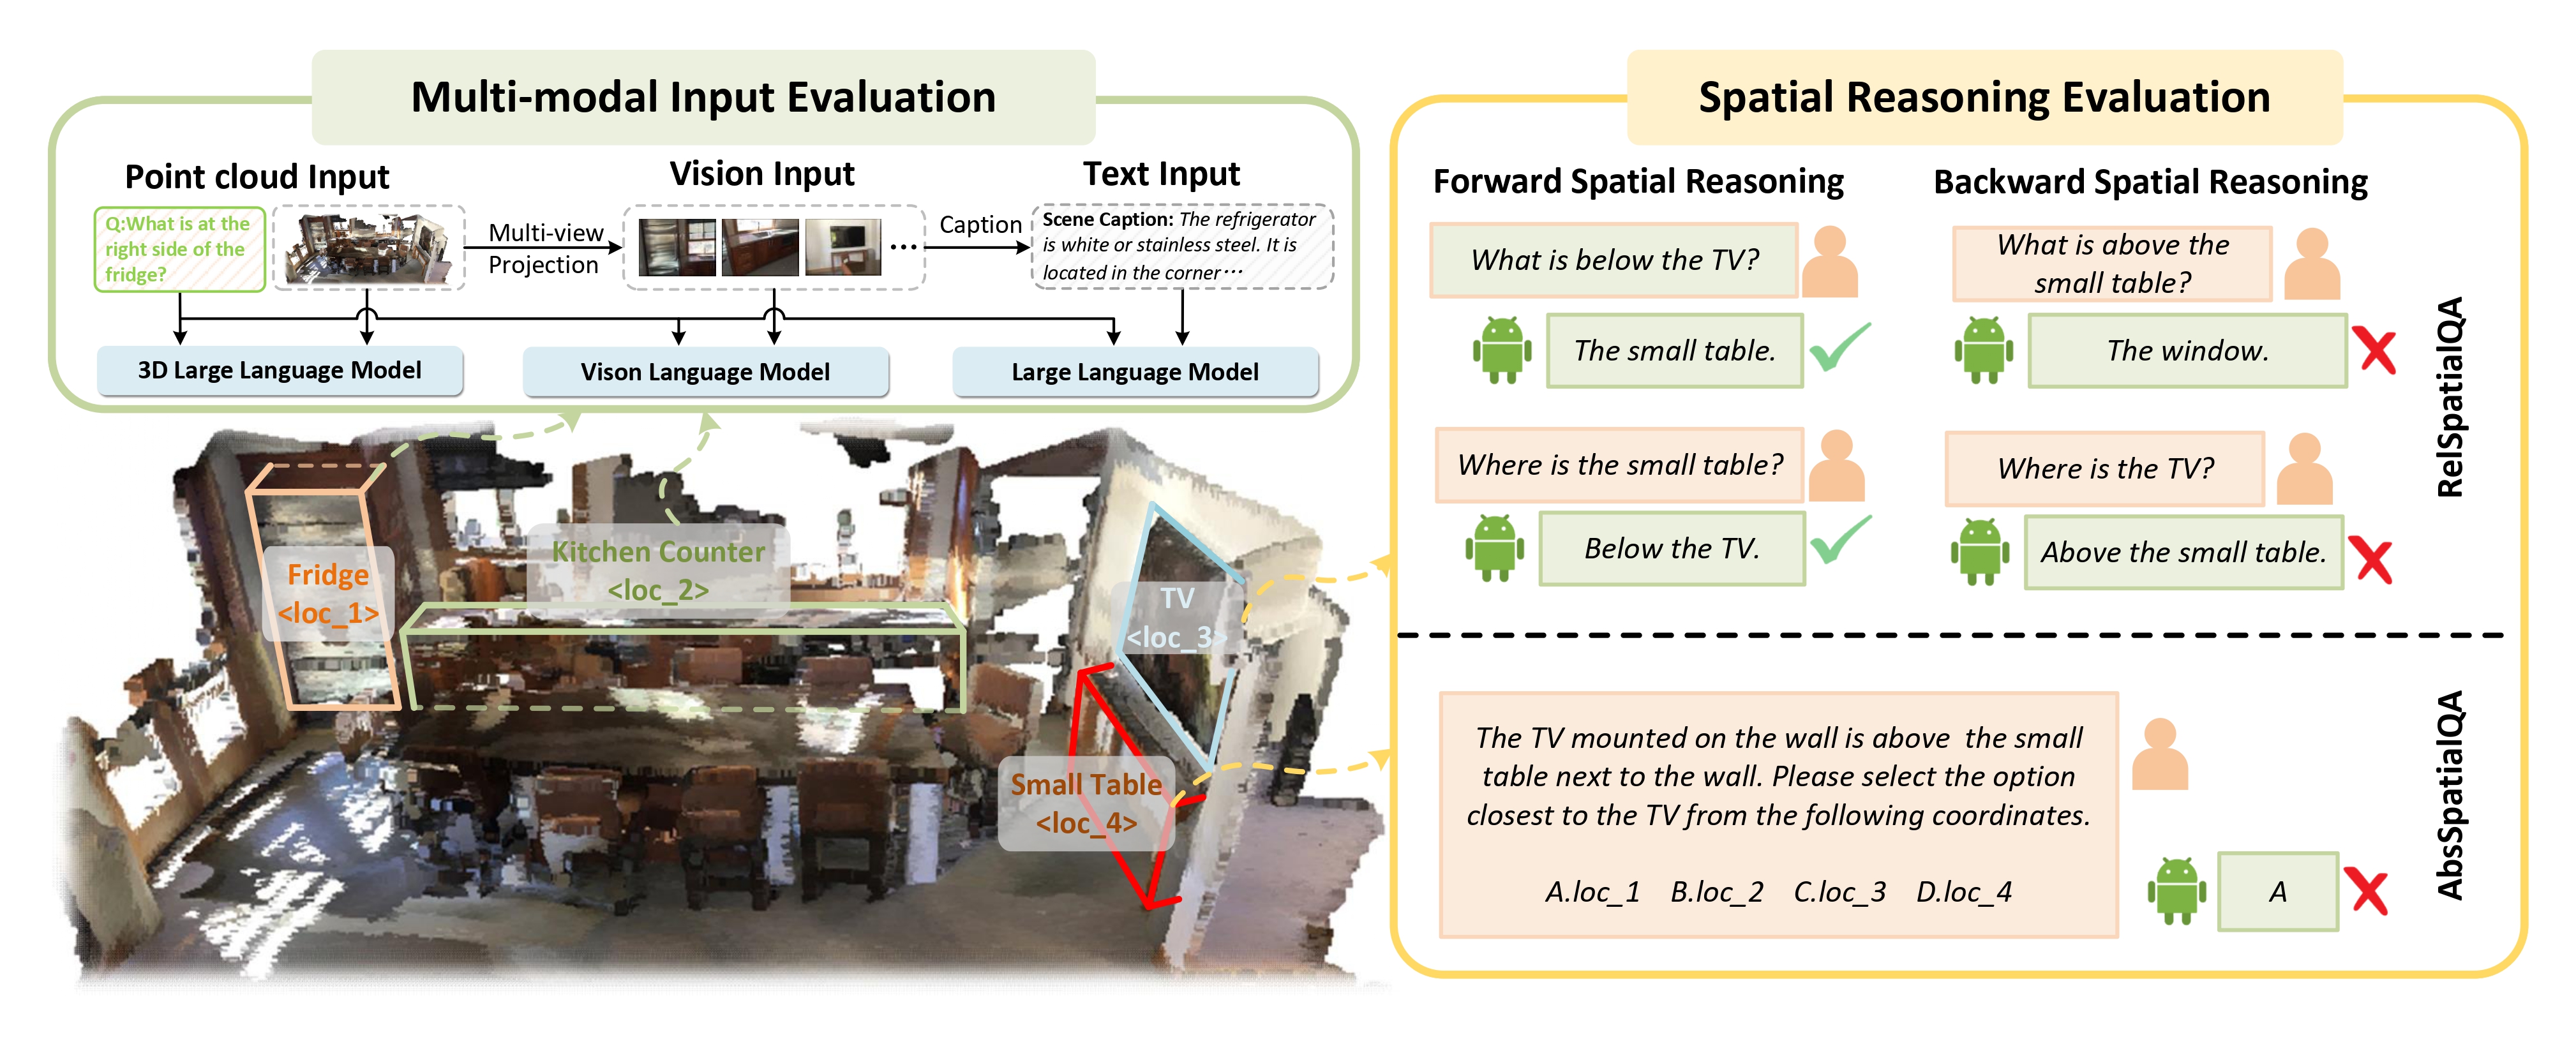 Multi-modal Input Evaluation
Point cloud Input
Vision Input
Text Input
Q:What is at the
right side of the
fridge?
Multi-view
Projection
...
Caption
Scene Caption: The refrigerator
is white or stainless steel. It is
located in the corner⋯
3D Large Language Model
Vison Language Model
Large Language Model
Fridge
<loc_1>
Kitchen Counter
<loc_2>
TV
<loc_3>
Small Table
<loc_4>
Spatial Reasoning Evaluation
Forward Spatial Reasoning
Backward Spatial Reasoning
What is below the TV?
The small table.
What is above the
small table?
The window.
Where is the small table?
Below the TV.
Where is the TV?
Above the small table.
RelSpatialQA
The TV mounted on the wall is above  the small
table next to the wall. Please select the option
closest to the TV from the following coordinates.
A.loc_1 B.loc_2 C.loc_3 D.loc_4
A
AbsSpatialQA